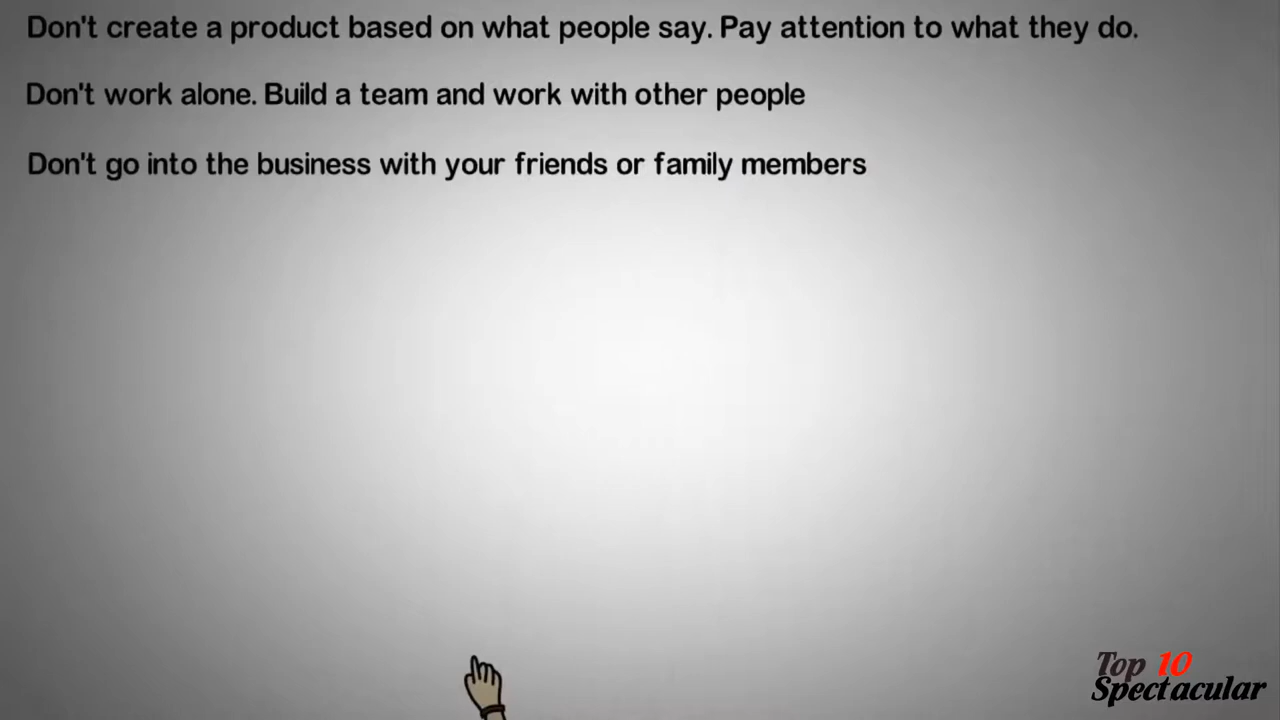 Don't create a product based on what people say. Pay attention to what they do.
Don't work alone. Build a team and work with other people
Don't go into the business with your friends or family members
Top 10
Spectacular